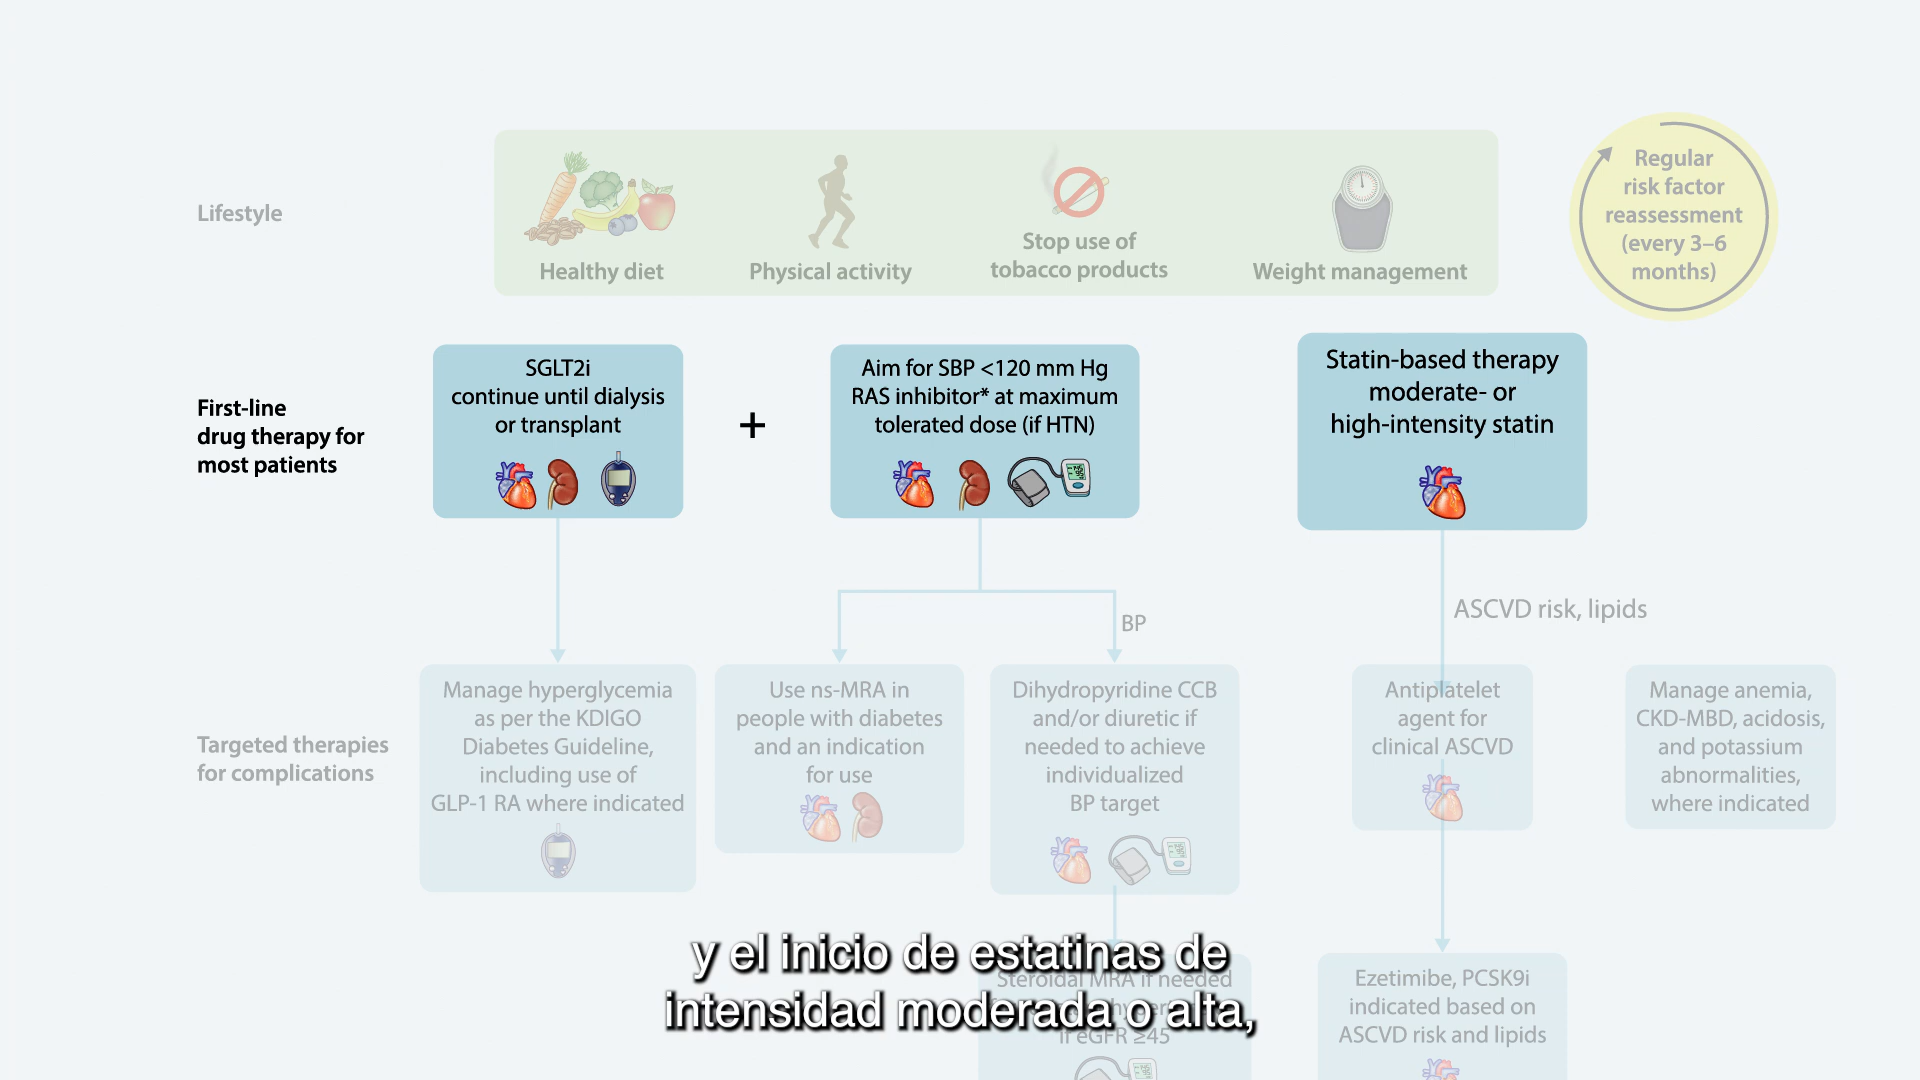 Lifestyle
Healthy diet
Physical activity
Stop use of
tobacco products
Weight management
Regular
risk factor
reassessment
(every 3–6
months)
First-line
drug therapy for
most patients
SGLT2i
continue until dialysis
or transplant
+
Aim for SBP <120 mm Hg
RAS inhibitor* at maximum
tolerated dose (if HTN)
Statin-based therapy
moderate- or
high-intensity statin
BP
ASCVD risk, lipids
Targeted therapies
for complications
Manage hyperglycemia
as per the KDIGO
Diabetes Guideline,
including use of
GLP-1 RA where indicated
Use ns-MRA in
people with diabetes
and an indication
for use
Dihydropyridine CCB
and/or diuretic if
needed to achieve
individualized
BP target
Antiplatelet
agent for
clinical ASCVD
Manage anemia,
CKD-MBD, acidosis,
and potassium
abnormalities,
where indicated
Steroidal MRA if needed
if eGFR ≥45
Ezetimibe, PCSK9i
indicated based on
ASCVD risk and lipids
y el inicio de estatinas de
intensidad moderada o alta,